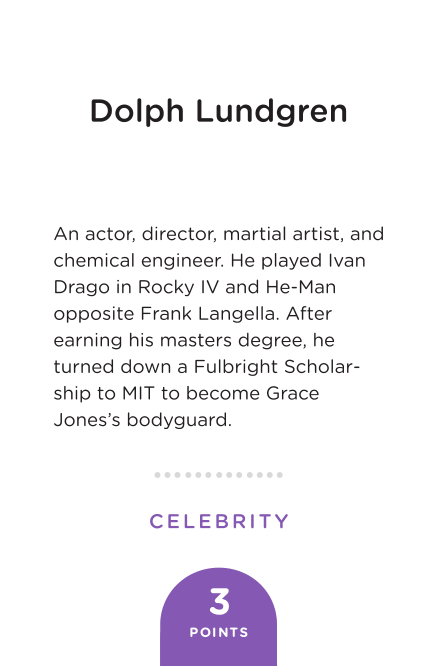 Dolph Lundgren
An actor, director, martial artist, and
chemical engineer. He played Ivan
Drago in Rocky IV and He-Man
opposite Frank Langella. After
earning his masters degree, he
turned down a Fulbright Scholar-
ship to MIT to become Grace
Jones’s bodyguard.
CELEBRITY
3
POINTS